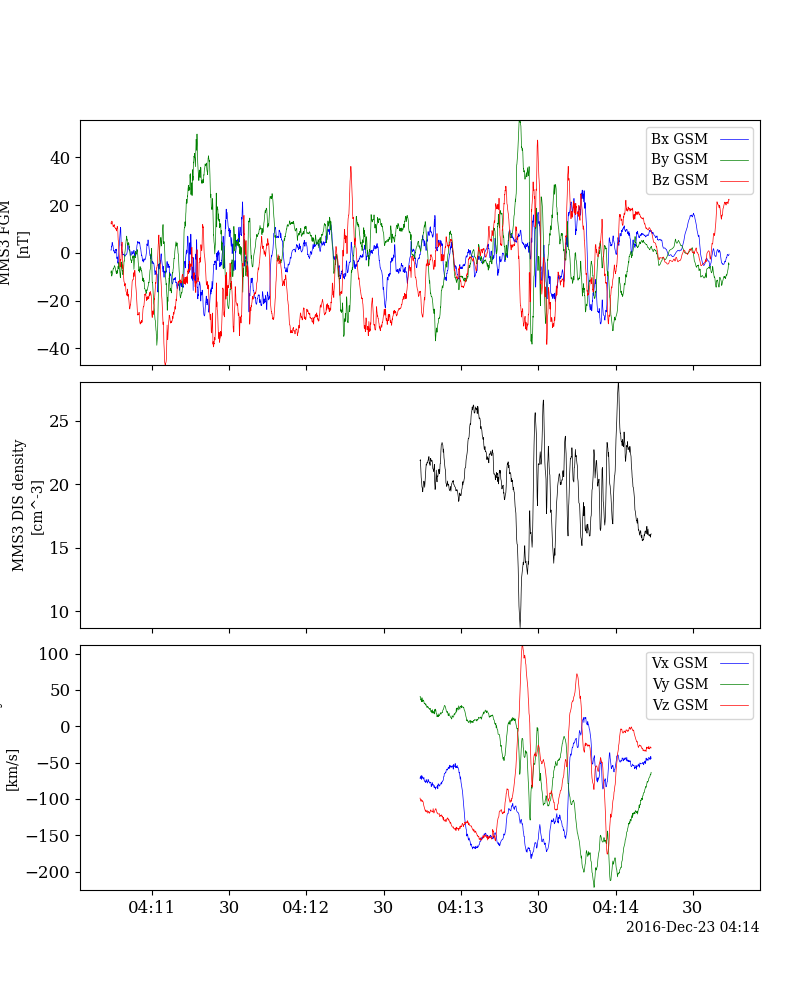 MMS3 FGM
[nT]
40
20
0
−20
−40
Bx GSM
By GSM
Bz GSM
MMS3 DIS density
[cm^-3]
25
20
15
10
[km/s]
100
50
0
−50
−100
−150
−200
Vx GSM
Vy GSM
Vz GSM
04:11 30 04:12 30 04:13 30 04:14 30
2016-Dec-23 04:14